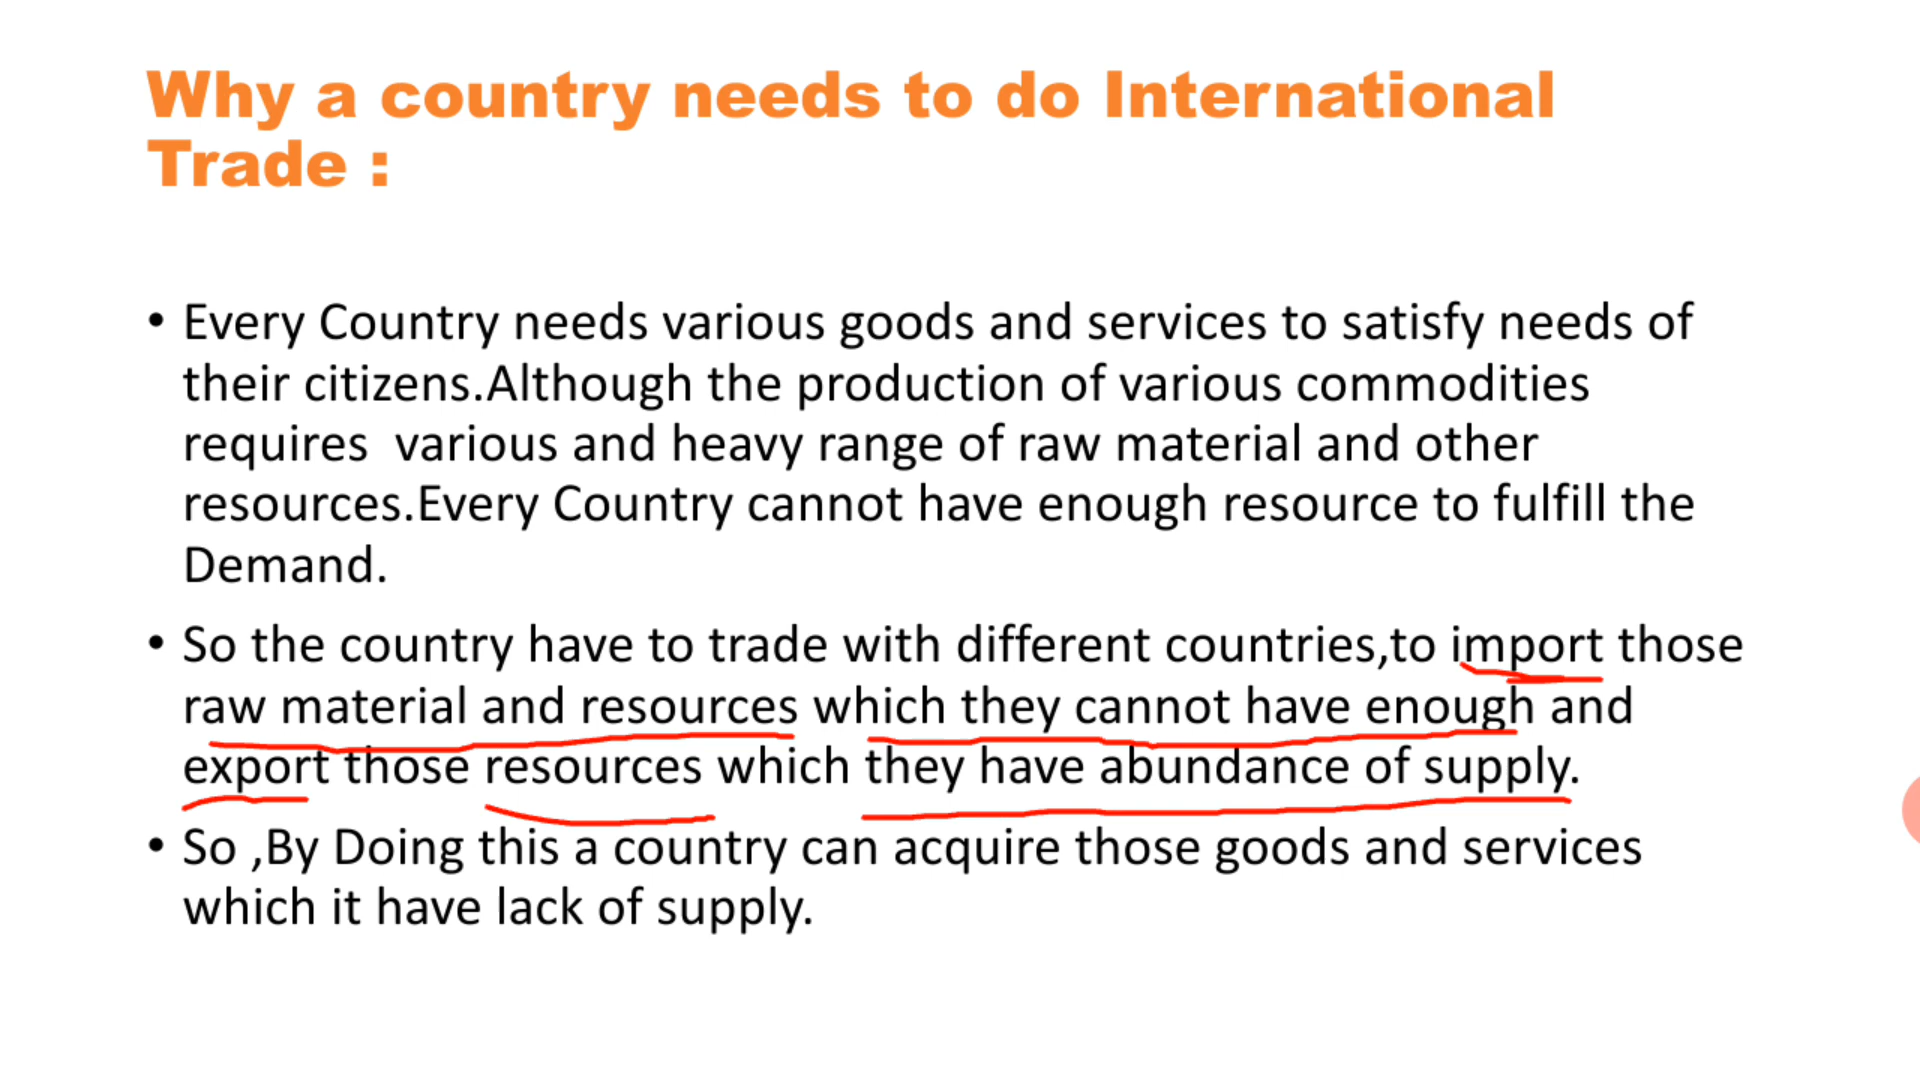 Why a country needs to do International
Trade :
• Every Country needs various goods and services to satisfy needs of
their citizens.Although the production of various commodities
requires  various and heavy range of raw material and other
resources.Every Country cannot have enough resource to fulfill the
Demand.
• So the country have to trade with different countries,to import those
raw material and resources which they cannot have enough and
export those resources which they have abundance of supply.
• So ,By Doing this a country can acquire those goods and services
which it have lack of supply.